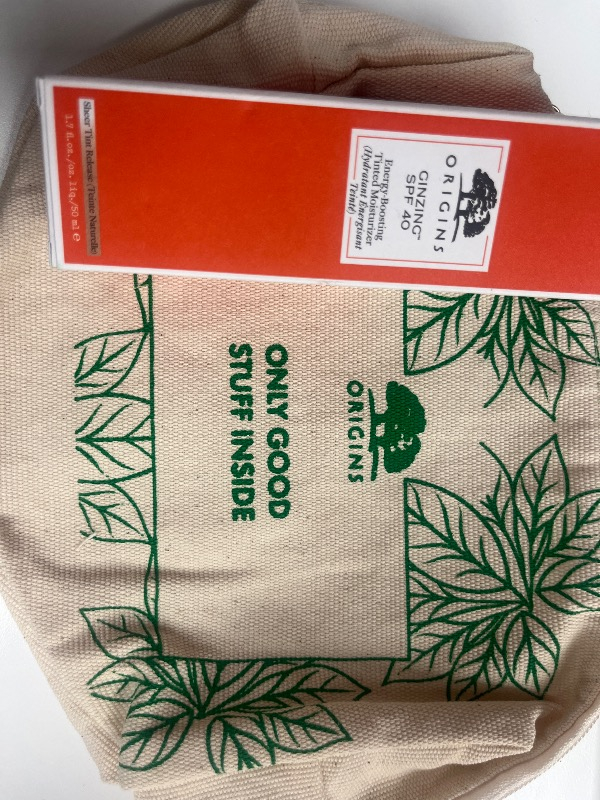 ORIGINS
GINZING™
SPF 40
Energy-Boosting
Tinted Moisturizer
(Hydratant Énergisant
Teinté)
Sheer Tint Release (Teinte Naturelle)
1.7 fl.oz./oz. liq./50 ml e
ORIGINS
ONLY GOOD
STUFF INSIDE